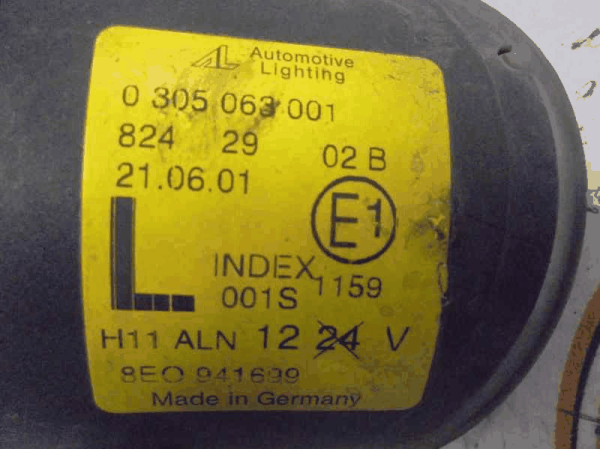 AL Automotive
Lighting
0 305 063 001
824 29
02 B
21.06.01
E1
L
INDEX
1159
001S
H11 ALN 12 24 V
8EO 941699
Made in Germany